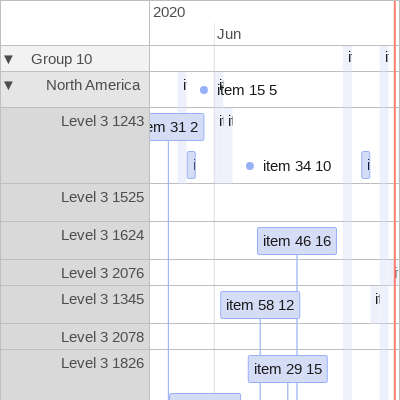 2020
Jun
Group 10
North America
item 15 5
Level 3 1243
em 31 2
item 34 10
Level 3 1525
Level 3 1624
item 46 16
Level 3 2076
Level 3 1345
item 58 12
Level 3 2078
Level 3 1826
item 29 15